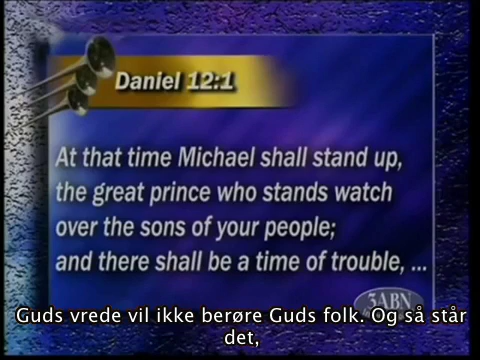 Daniel 12:1
At that time Michael shall stand up,
the great prince who stands watch
over the sons of your people;
and there shall be a time of trouble, ...
3ABN
Guds vrede vil ikke berøre Guds folk. Og så står
det,